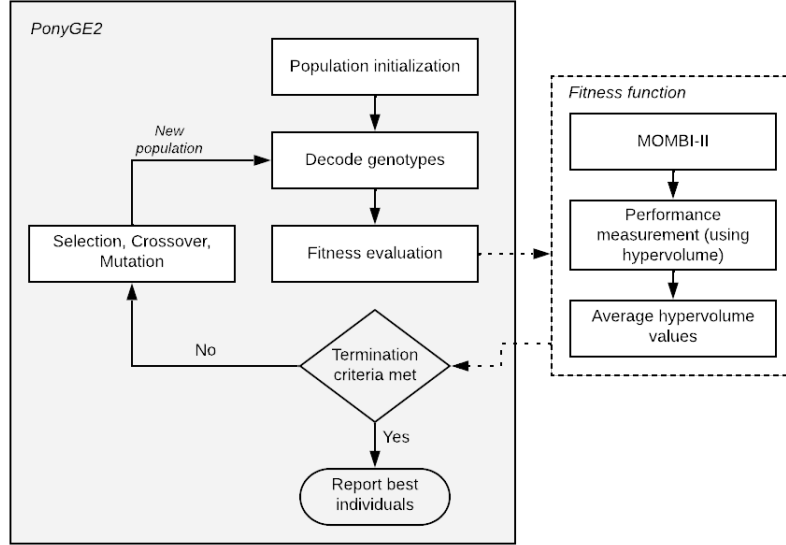 PonyGE2
Population initialization
New
population
Decode genotypes
Selection, Crossover,
Mutation
Fitness evaluation
No
Termination
criteria met
Yes
Report best
individuals
Fitness function
MOMBI-II
Performance
measurement (using
hypervolume)
Average hypervolume
values